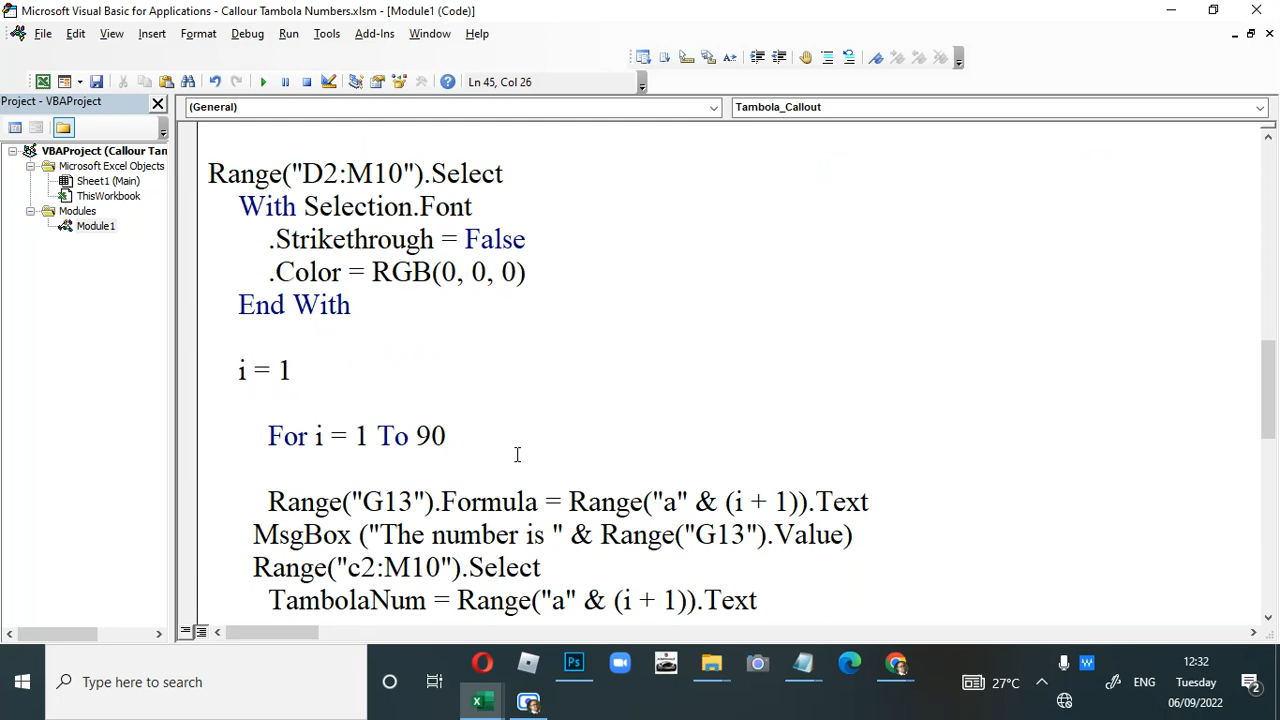 Microsoft Visual Basic for Applications - Callour Tambola Numbers.xlsm - [Module1 (Code)]
File Edit View Insert Format Debug Run Tools Add-Ins Window Help
Ln 45, Col 26
Project - VBAProject
(General)
Tambola_Callout
VBAProject (Callour Tan
Microsoft Excel Objects
Sheet1 (Main)
ThisWorkbook
Modules
Module1
Range("D2:M10").Select
With Selection.Font
.Strikethrough = False
.Color = RGB(0, 0, 0)
End With
i = 1
For i = 1 To 90
Range("G13").Formula = Range("a" & (i + 1)).Text
MsgBox ("The number is " & Range("G13").Value)
Range("c2:M10").Select
TambolaNum = Range("a" & (i + 1)).Text
Type here to search
27°C
ENG
12:32
Tuesday
06/09/2022
2